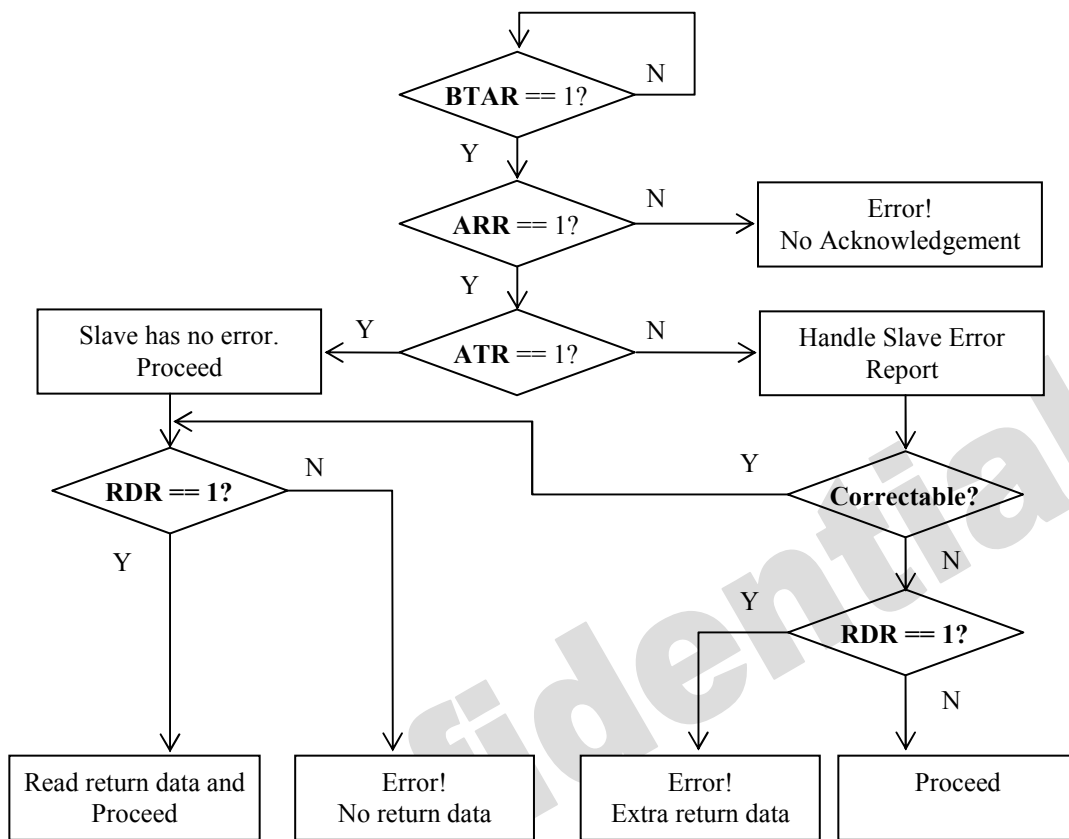 N
BTAR == 1?
Y
N
ARR == 1?
Error!
No Acknowledgement
Y
Slave has no error.
Proceed
Y
ATR == 1?
N
Handle Slave Error
Report
N
RDR == 1?
Y
Correctable?
Y
N
Y
RDR == 1?
N
Read return data and
Proceed
Error!
No return data
Error!
Extra return data
Proceed
fidential